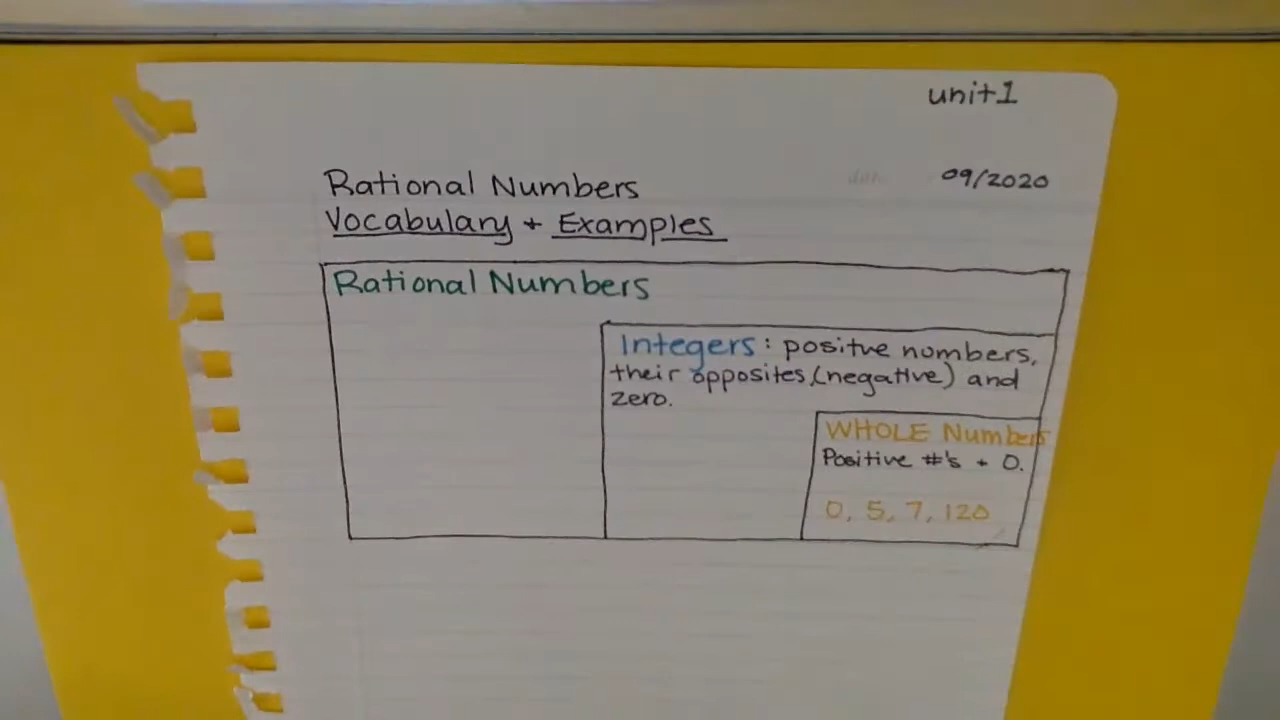 unit1
Rational Numbers
09/2020
Vocabulary + Examples
Rational Numbers
Integers: positve numbers,
their opposites,(negative) and
zero.
WHOLE Numbers
Positive #'s + 0.
0, 5, 7, 120